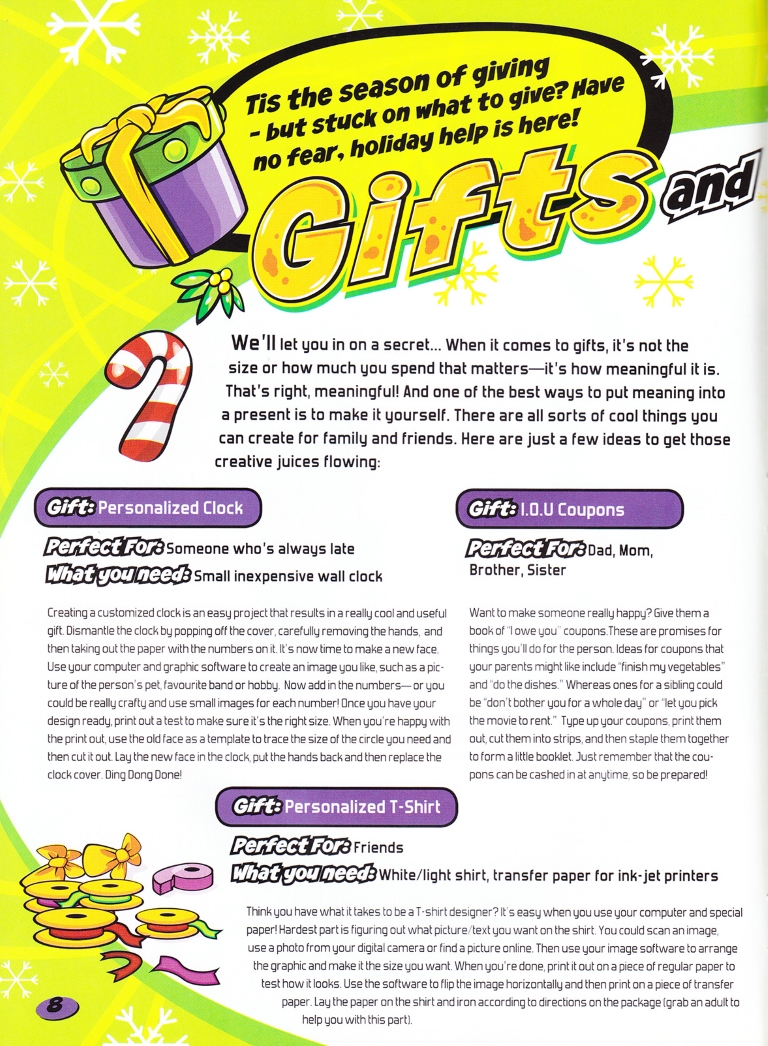 Tis the season of giving
- but stuck on what to give? Have
no fear, holiday help is here!
Gifts and
We'll let you in on a secret... When it comes to gifts, it's not the
size or how much you spend that matters—it's how meaningful it is.
That's right, meaningful! And one of the best ways to put meaning into
a present is to make it yourself. There are all sorts of cool things you
can create for family and friends. Here are just a few ideas to get those
creative juices flowing:
Gift: Personalized Clock
Perfect For: Someone who's always late
What you need: Small inexpensive wall clock
Creating a customized clock is an easy project that results in a really cool and useful
gift. Dismantle the clock by popping off the cover, carefully removing the hands, and
then taking out the paper with the numbers on it. It's now time to make a new face.
Use your computer and graphic software to create an image you like, such as a pic-
ture of the person's pet, favourite band or hobby. Now add in the numbers—or you
could be really crafty and use small images for each number! Once you have your
design ready, print out a test to make sure it's the right size. When you're happy with
the print out, use the old face as a template to trace the size of the circle you need and
then cut it out. Lay the new face in the clock, put the hands back and then replace the
clock cover. Ding Dong Done!
Gift: I.O.U Coupons
Perfect For: Dad, Mom,
Brother, Sister
Want to make someone really happy? Give them a
book of "I owe you" coupons.These are promises for
things you'll do for the person. Ideas for coupons that
your parents might like include "finish my vegetables"
and "do the dishes." Whereas ones for a sibling could
be "don't bother you for a whole day" or "let you pick
the movie to rent." Type up your coupons, print them
out, cut them into strips, and then staple them together
to form a little booklet. Just remember that the cou-
pons can be cashed in at anytime, so be prepared!
Gift: Personalized T-Shirt
Perfect For: Friends
What you need: White/light shirt, transfer paper for ink-jet printers
Think you have what it takes to be a T-shirt designer? It's easy when you use your computer and special
paper! Hardest part is figuring out what picture/text you want on the shirt. You could scan an image,
use a photo from your digital camera or find a picture online. Then use your image software to arrange
the graphic and make it the size you want. When you're done, print it out on a piece of regular paper to
test how it looks. Use the software to flip the image horizontally and then print on a piece of transfer
paper. Lay the paper on the shirt and iron according to directions on the package (grab an adult to
help you with this part).
8